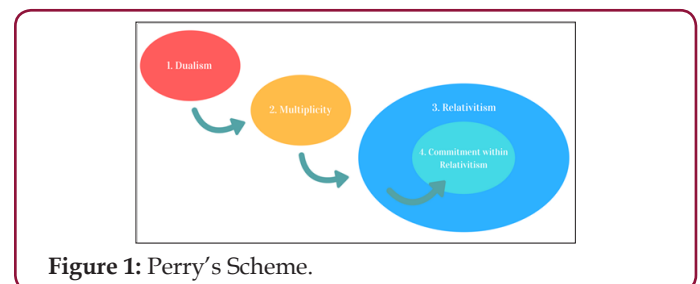 1. Dualism
2. Multiplicity
3. Relativitism
4. Commitment within
Relativitism
Figure 1: Perry's Scheme.